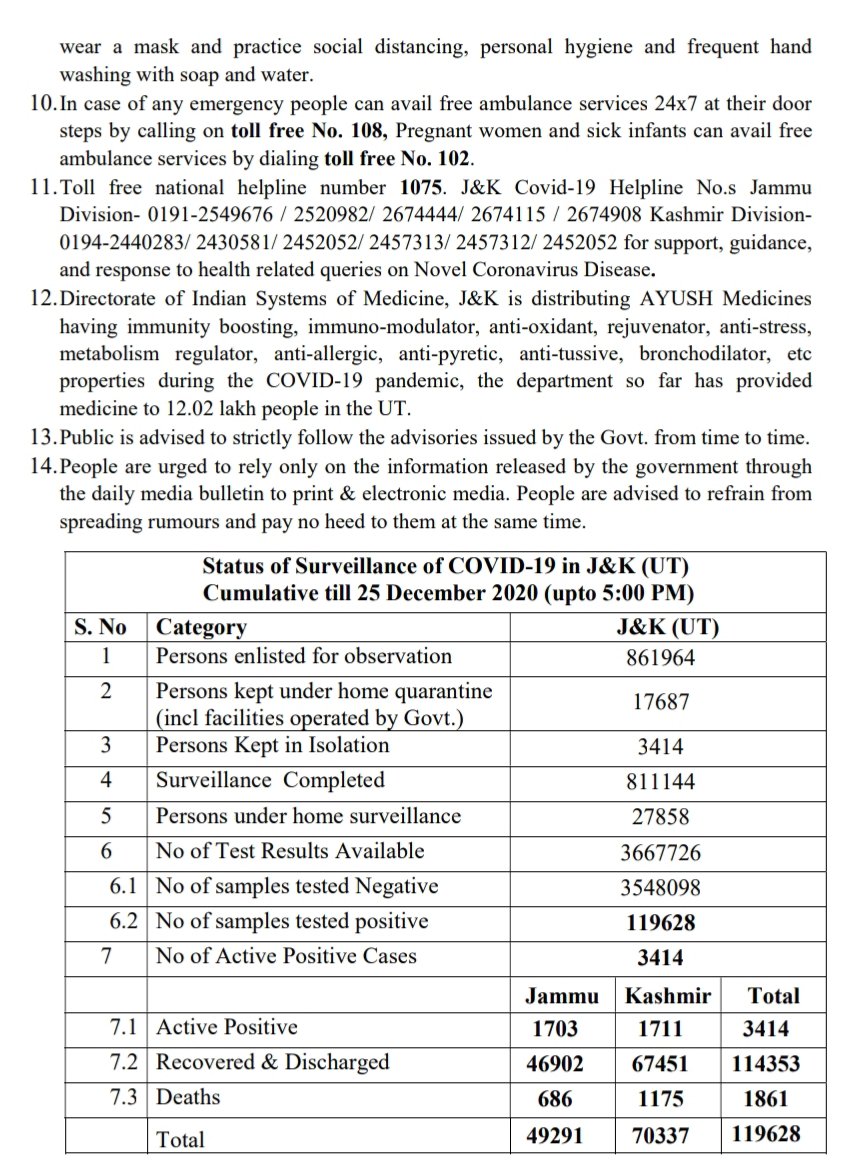 wear a mask and practice social distancing, personal hygiene and frequent hand
washing with soap and water.
10.In case of any emergency people can avail free ambulance services 24x7 at their door
steps by calling on toll free No. 108, Pregnant women and sick infants can avail free
ambulance services by dialing toll free No. 102.
11.Toll free national helpline number 1075. J&K Covid-19 Helpline No.s Jammu
Division- 0191-2549676 / 2520982/ 2674444/ 2674115 / 2674908 Kashmir Division-
0194-2440283/ 2430581/ 2452052/ 2457313/ 2457312/ 2452052 for support, guidance,
and response to health related queries on Novel Coronavirus Disease.
12.Directorate of Indian Systems of Medicine, J&K is distributing AYUSH Medicines
having immunity boosting, immuno-modulator, anti-oxidant, rejuvenator, anti-stress,
metabolism regulator, anti-allergic, anti-pyretic, anti-tussive, bronchodilator, etc
properties during the COVID-19 pandemic, the department so far has provided
medicine to 12.02 lakh people in the UT.
13.Public is advised to strictly follow the advisories issued by the Govt. from time to time.
14.People are urged to rely only on the information released by the government through
the daily media bulletin to print & electronic media. People are advised to refrain from
spreading rumours and pay no heed to them at the same time.
Status of Surveillance of COVID-19 in J&K (UT)
Cumulative till 25 December 2020 (upto 5:00 PM)
S. No Category J&K (UT)
1 Persons enlisted for observation 861964
2 Persons kept under home quarantine
(incl facilities operated by Govt.) 17687
3 Persons Kept in Isolation 3414
4 Surveillance Completed 811144
5 Persons under home surveillance 27858
6 No of Test Results Available 3667726
6.1 No of samples tested Negative 3548098
6.2 No of samples tested positive 119628
7 No of Active Positive Cases 3414
Jammu Kashmir Total
7.1 Active Positive 1703 1711 3414
7.2 Recovered & Discharged 46902 67451 114353
7.3 Deaths 686 1175 1861
Total 49291 70337 119628